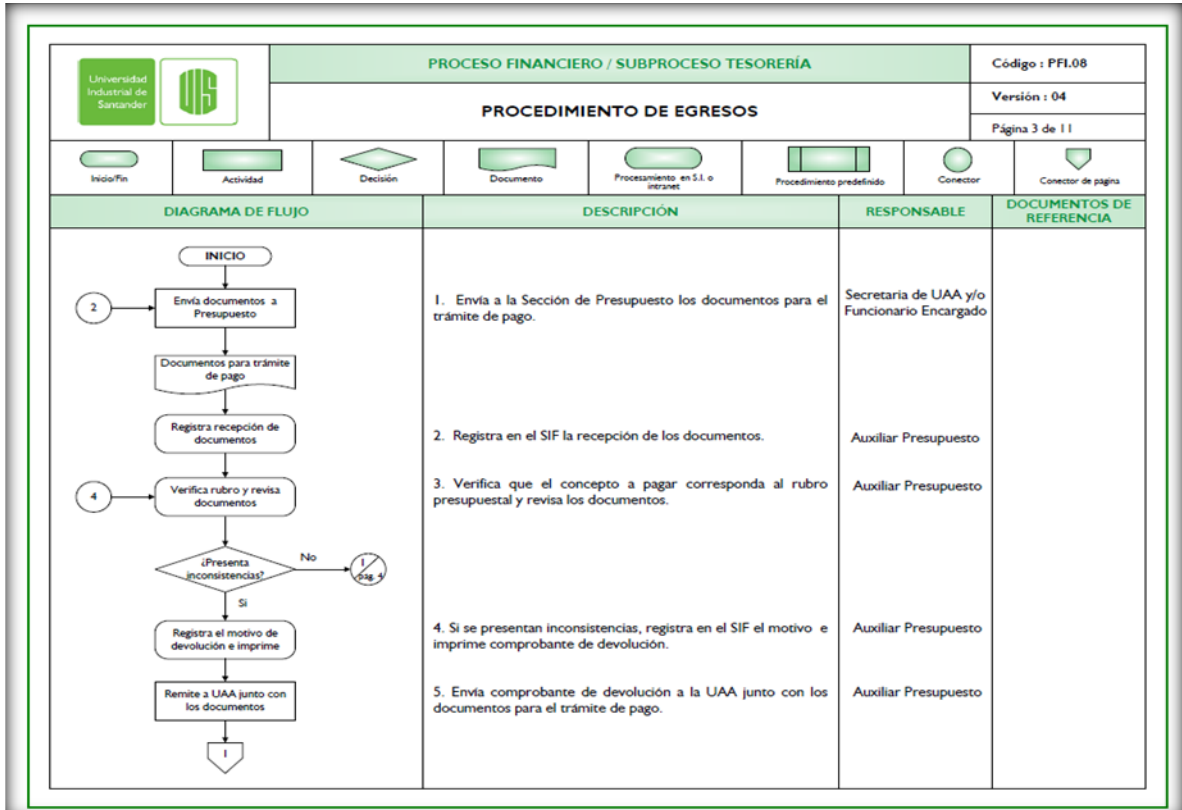 Universidad
Industrial de
Santander
UIS
PROCESO FINANCIERO / SUBPROCESO TESORERÍA
Código : PFI.08
PROCEDIMIENTO DE EGRESOS
Versión : 04
Página 3 de 11
Inicio/Fin
Actividad
Decisión
Documento
Procesamiento en S.I. o
intranet
Procedimiento predefinido
Conector
Conector de pagina
DIAGRAMA DE FLUJO
DESCRIPCIÓN
RESPONSABLE
DOCUMENTOS DE
REFERENCIA
INICIO
2
Envía documentos a
Presupuesto
1. Envía a la Sección de Presupuesto los documentos para el
trámite de pago.
Secretaria de UAA y/o
Funcionario Encargado
Documentos para trámite
de pago
Registra recepción de
documentos
2. Registra en el SIF la recepción de los documentos.
Auxiliar Presupuesto
4
Verifica rubro y revisa
documentos
3. Verifica que el concepto a pagar corresponda al rubro
presupuestal y revisa los documentos.
Auxiliar Presupuesto
¿Presenta
inconsistencias?
No
1
pag. 4
Si
Registra el motivo de
devolución e imprime
4. Si se presentan inconsistencias, registra en el SIF el motivo e
imprime comprobante de devolución.
Auxiliar Presupuesto
Remite a UAA junto con
los documentos
5. Envía comprobante de devolución a la UAA junto con los
documentos para el trámite de pago.
Auxiliar Presupuesto
1